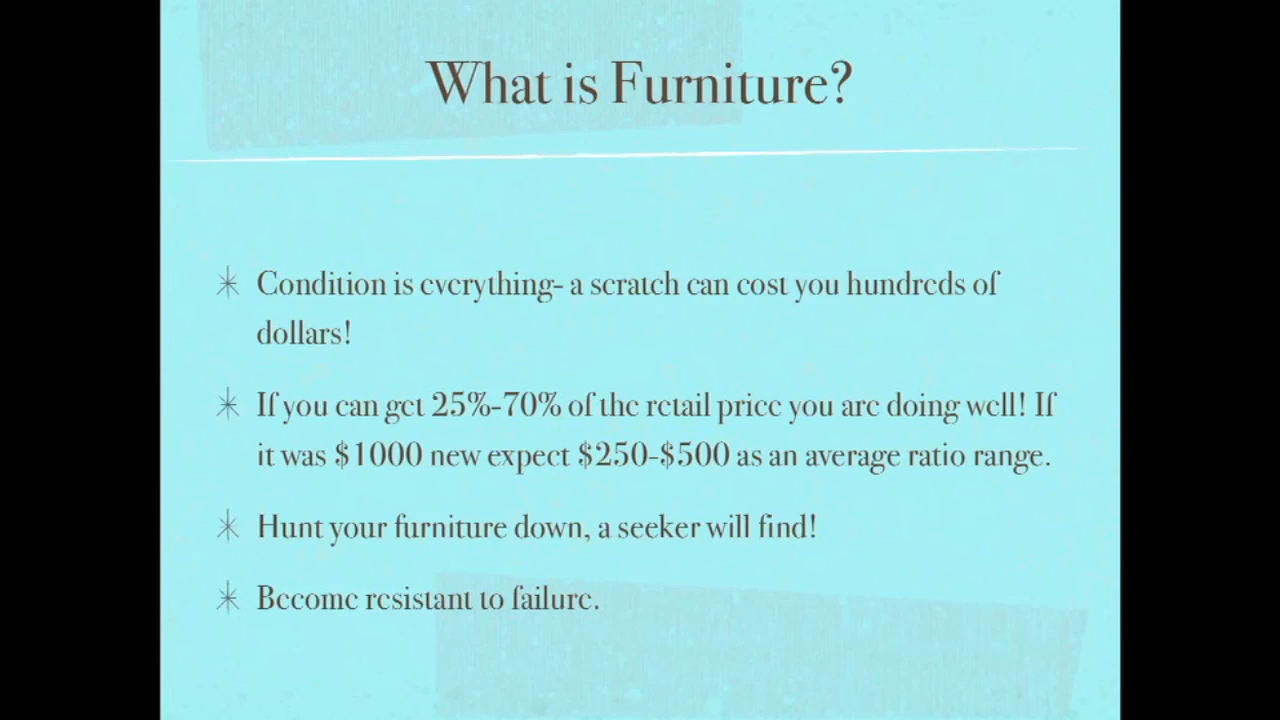 What is Furniture?
Condition is everything- a scratch can cost you hundreds of
dollars!
If you can get 25%-70% of the retail price you are doing well! If
it was $1000 new expect $250-$500 as an average ratio range.
Hunt your furniture down, a seeker will find!
Become resistant to failure.